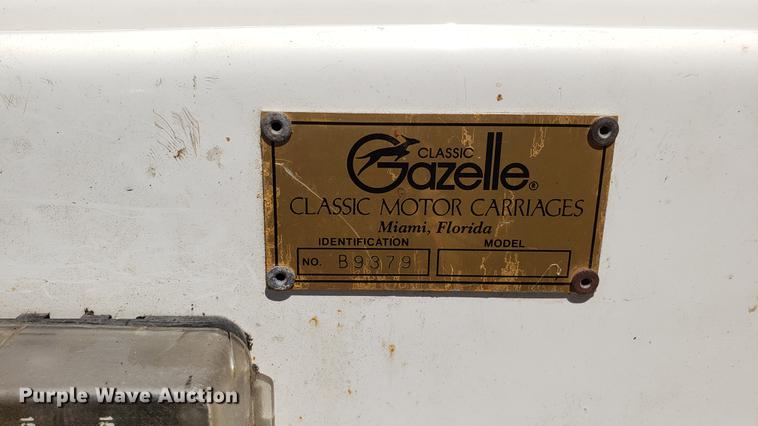 CLASSIC
Gazelle®
CLASSIC MOTOR CARRIAGES
Miami, Florida
IDENTIFICATION MODEL
NO. B9379
Purple Wave Auction